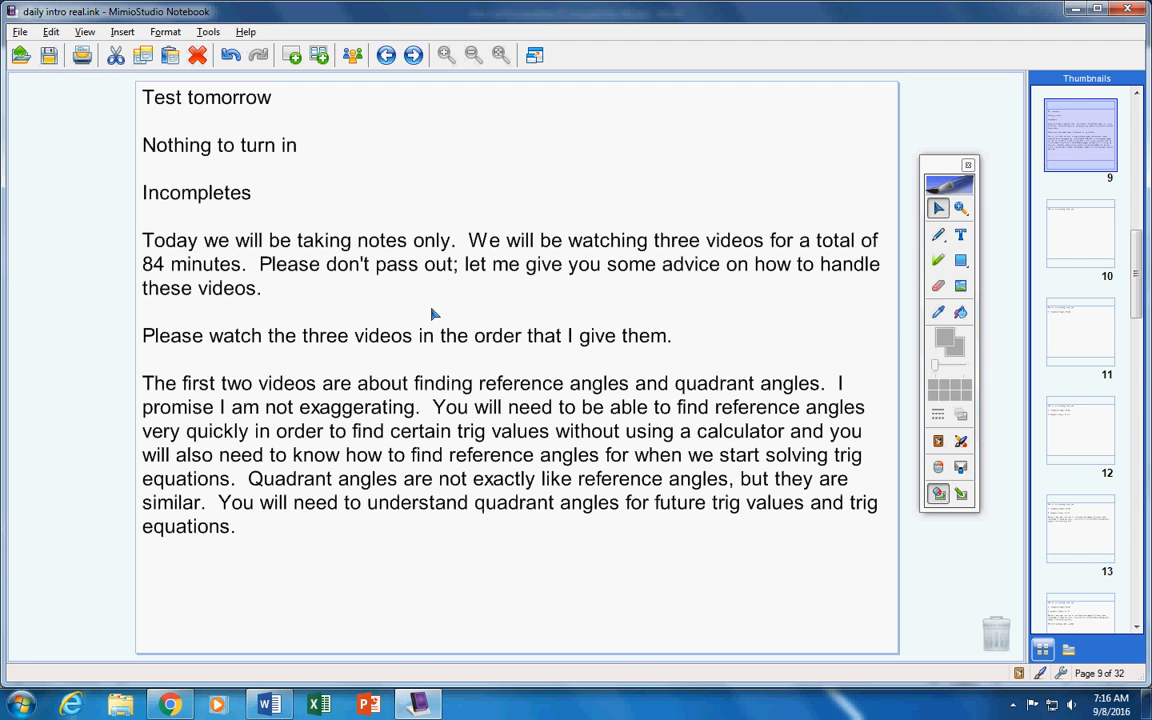 daily intro real.ink - MimioStudio Notebook
File Edit View Insert Format Tools Help
Thumbnails
Test tomorrow
Nothing to turn in
Incompletes
Today we will be taking notes only.  We will be watching three videos for a total of
84 minutes.  Please don't pass out; let me give you some advice on how to handle
these videos.
Please watch the three videos in the order that I give them.
The first two videos are about finding reference angles and quadrant angles.  I
promise I am not exaggerating.  You will need to be able to find reference angles
very quickly in order to find certain trig values without using a calculator and you
will also need to know how to find reference angles for when we start solving trig
equations.  Quadrant angles are not exactly like reference angles, but they are
similar.  You will need to understand quadrant angles for future trig values and trig
equations.
9
10
11
12
13
Page 9 of 32
7:16 AM
9/8/2016